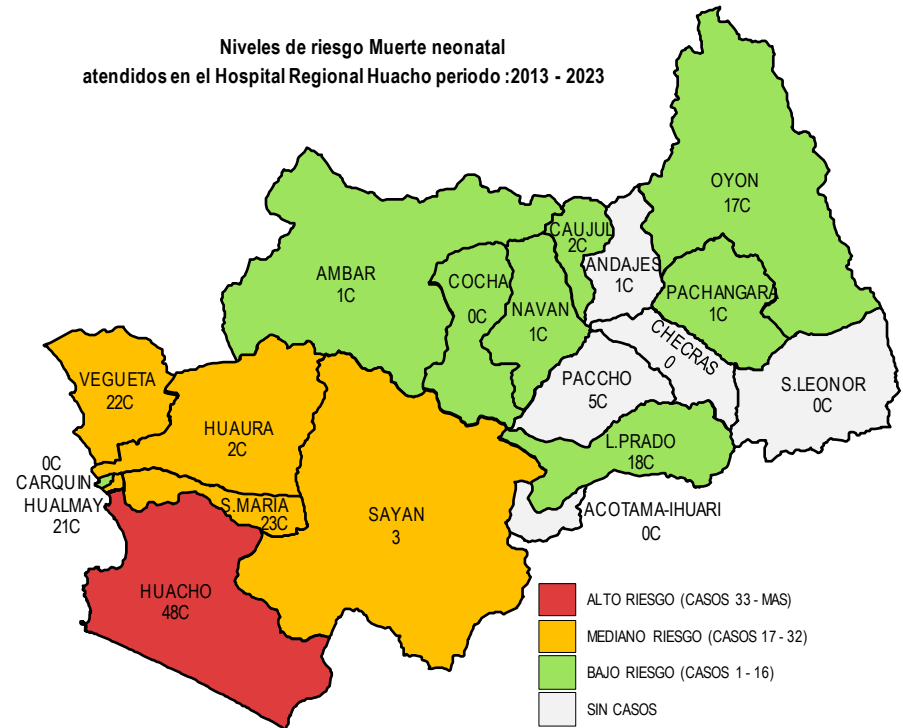 Niveles de riesgo Muerte neonatal
atendidos en el Hospital Regional Huacho periodo :2013 - 2023
OYON
17C
CAUJUL
2C
ANDAJES
1C
AMBAR
1C
COCHA
0C
NAVAN
1C
PACHANGARA
1C
CHECRAS
0
VEGUETA
22C
PACCHO
5C
S.LEONOR
0C
HUAURA
2C
L.PRADO
18C
0C
CARQUIN
HUALMAY
21C
S.MARIA
23C
SAYAN
3
ACOTAMA-IHUARI
0C
HUACHO
48C
ALTO RIESGO (CASOS 33 - MAS)
MEDIANO RIESGO (CASOS 17 - 32)
BAJO RIESGO (CASOS 1 - 16)
SIN CASOS